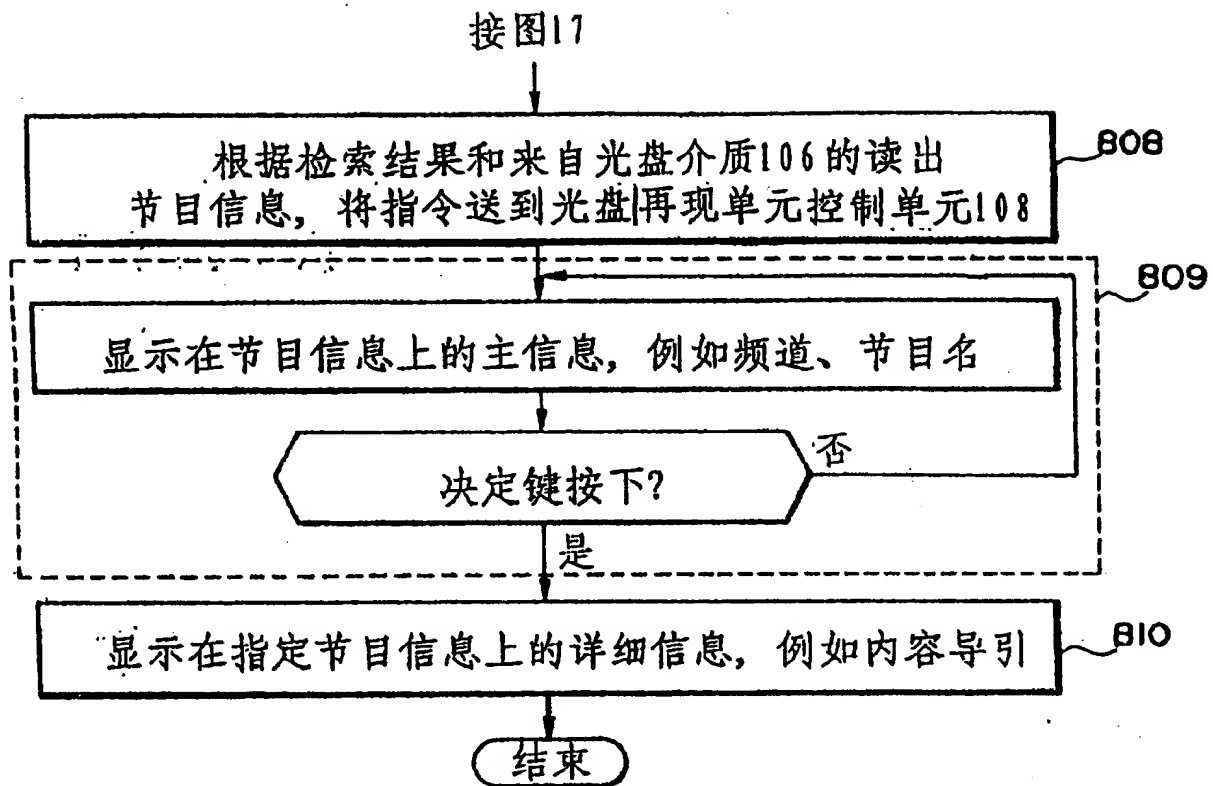 接图17
根据检索结果和来自光盘介质106的读出
节目信息，将指令送到光盘再现单元控制单元108
808
809
显示在节目信息上的主信息，例如频道、节目名
决定键按下？
否
是
显示在指定节目信息上的详细信息，例如内容导引
810
结束